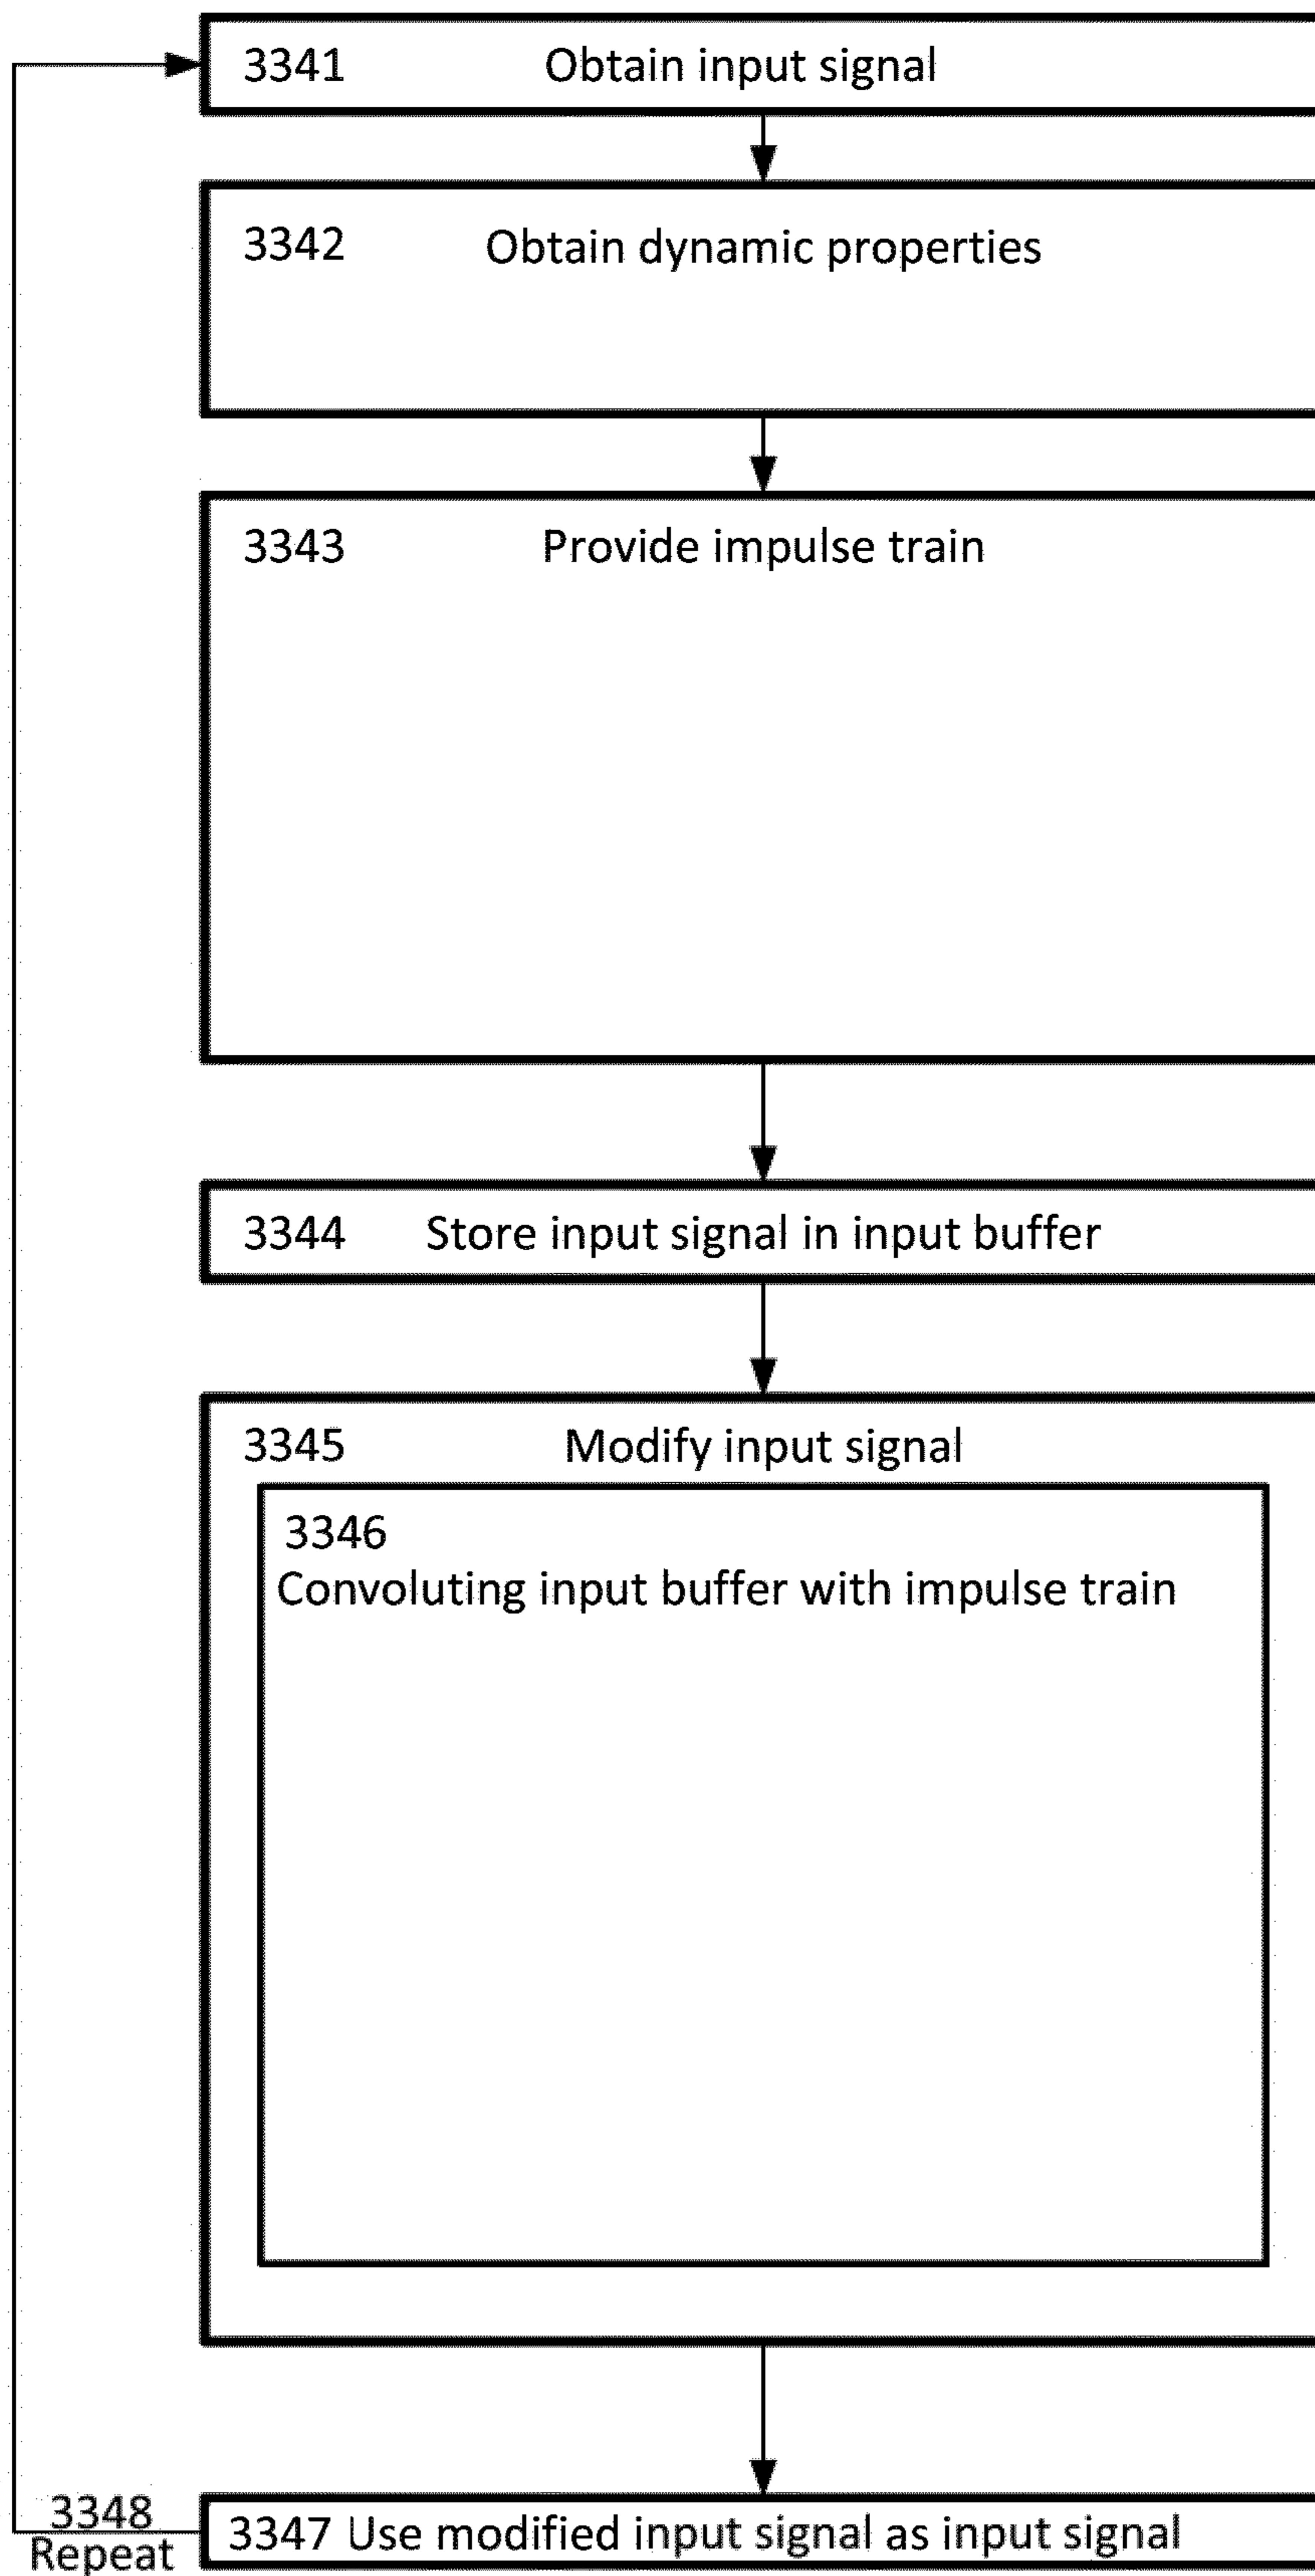 3341 Obtain input signal
3342 Obtain dynamic properties
3343 Provide impulse train
3344 Store input signal in input buffer
3345 Modify input signal
3346
Convoluting input buffer with impulse train
3348
Repeat
3347 Use modified input signal as input signal